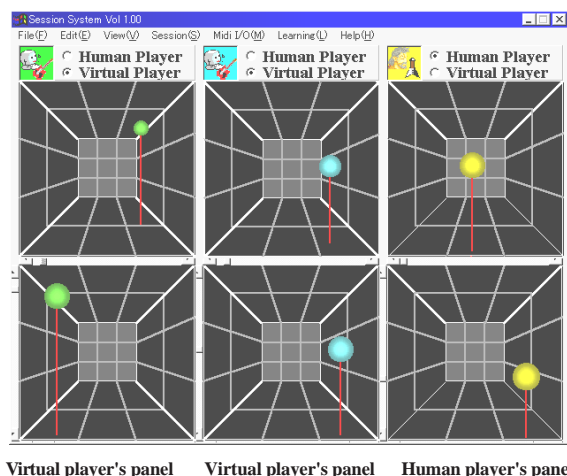 Session System Vol 1.00
File(F) Edit(E) View(V) Session(S) Midi I/O(M) Learning(L) Help(H)
Human Player Human Player Human Player
Virtual Player Virtual Player Virtual Player
Virtual player's panel Virtual player's panel Human player's pane